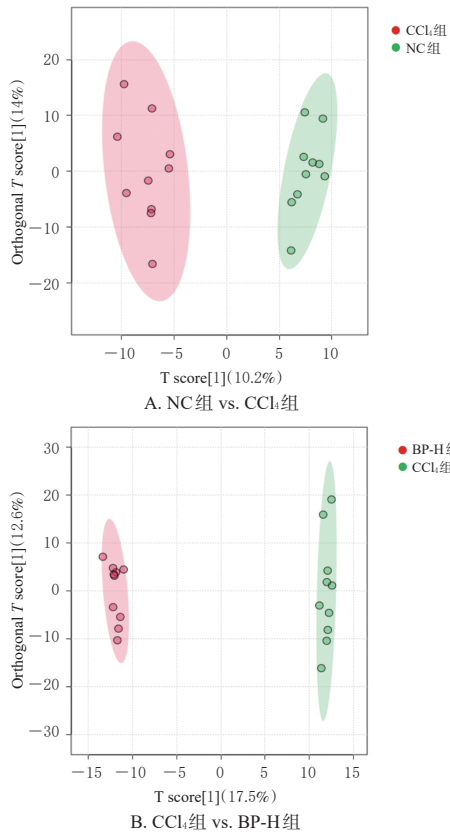 CCl₄组
NC组
20
10
0
−10
−20
Orthogonal T score[1](14%)
−10 −5 0 5 10
T score[1](10.2%)
A. NC组 vs. CCl₄组
BP-H组
CCl₄组
30
20
10
0
−10
−20
−30
Orthogonal T score[1](12.6%)
−15 −10 −5 0 5 10 15
T score[1](17.5%)
B. CCl₄组 vs. BP-H组